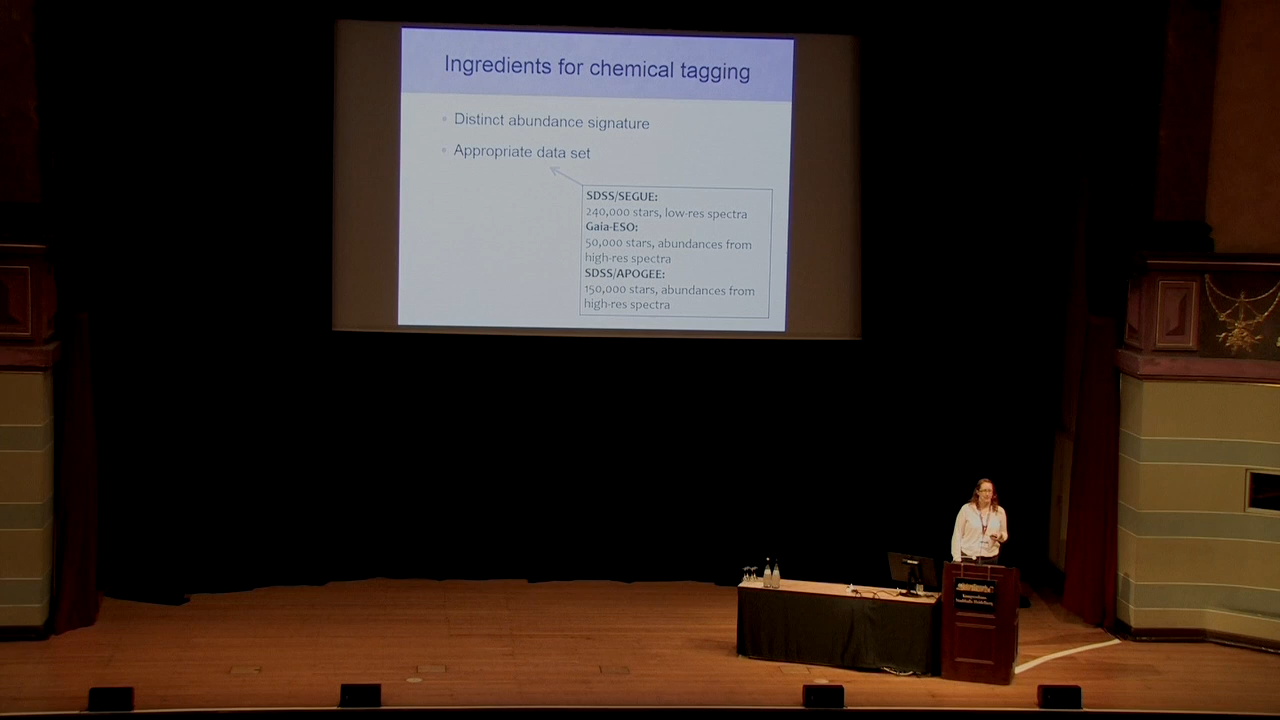 Ingredients for chemical tagging
Distinct abundance signature
Appropriate data set
SDSS/SEGUE:
240,000 stars, low-res spectra
Gaia-ESO:
50,000 stars, abundances from
high-res spectra
SDSS/APOGEE:
150,000 stars, abundances from
high-res spectra
Stadthalle Heidelberg